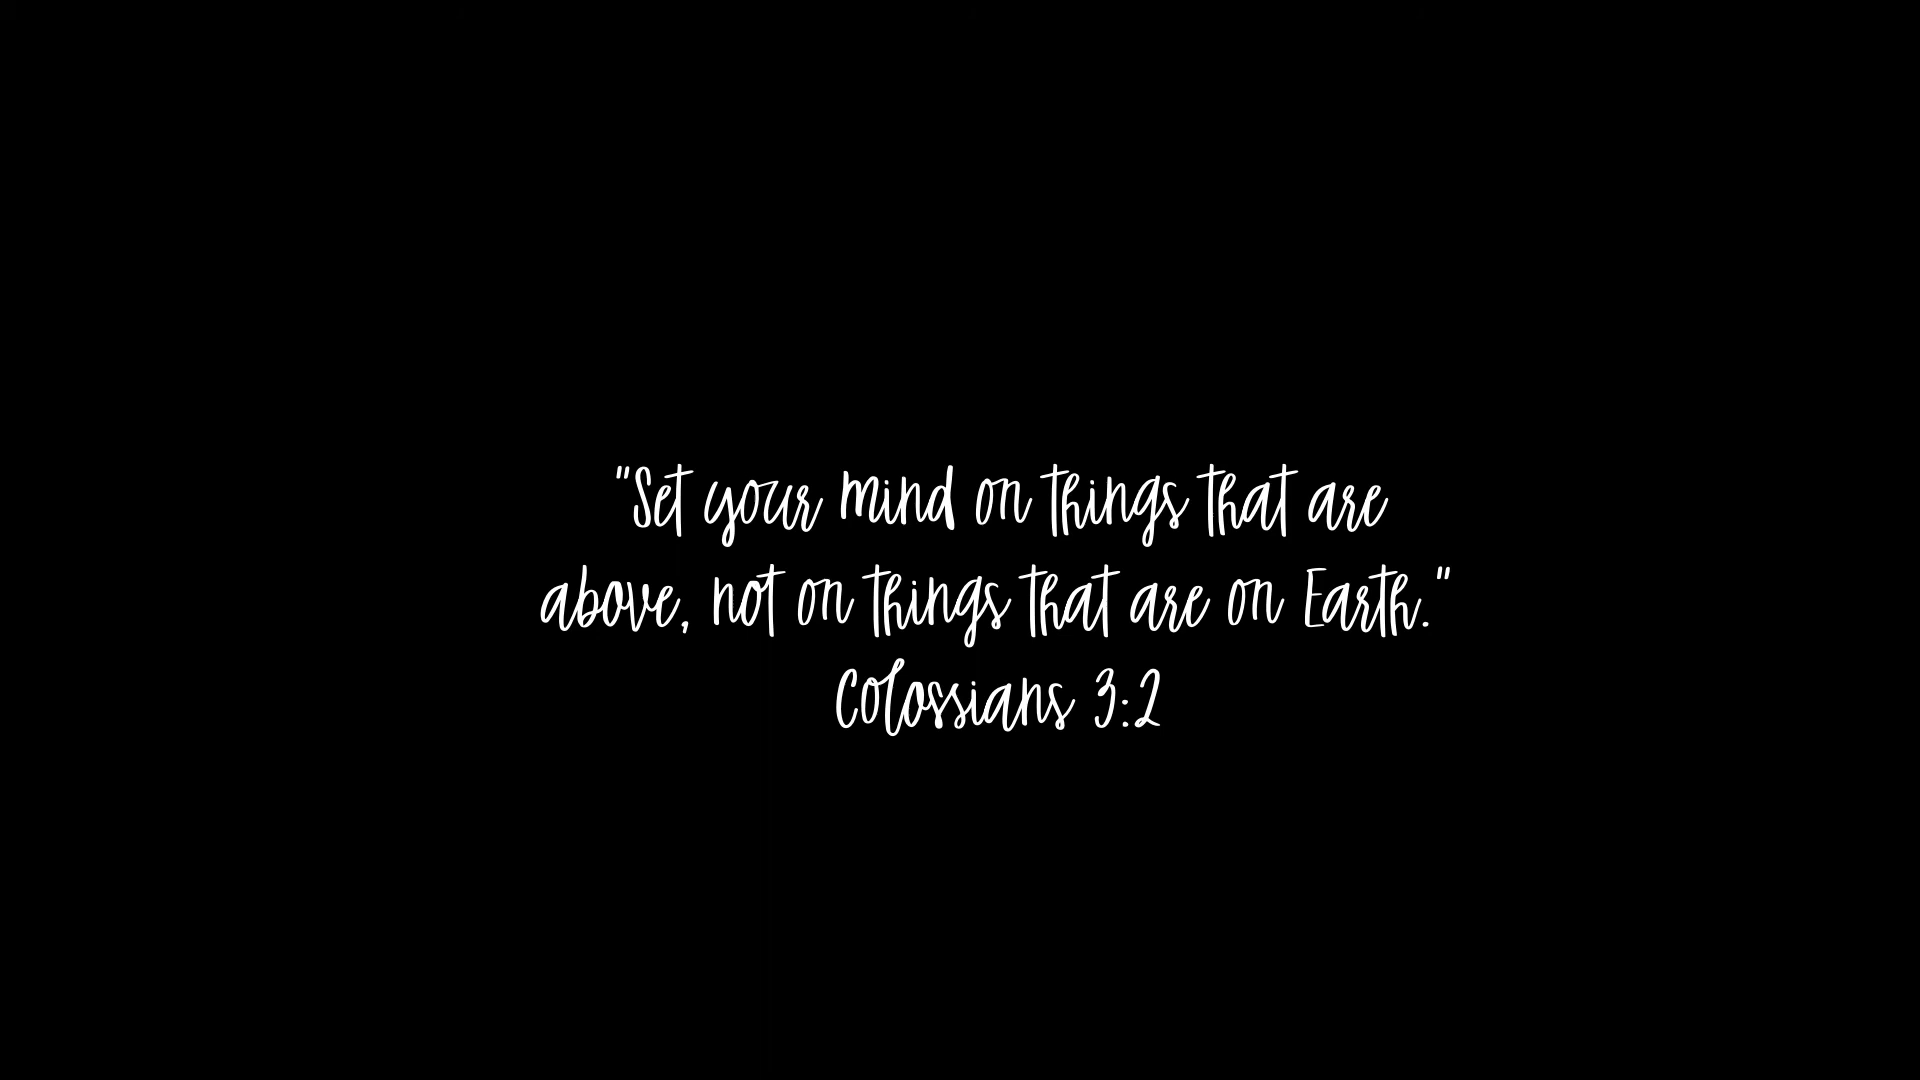 "Set your mind on things that are
above, not on things that are on Earth."
Colossians 3:2